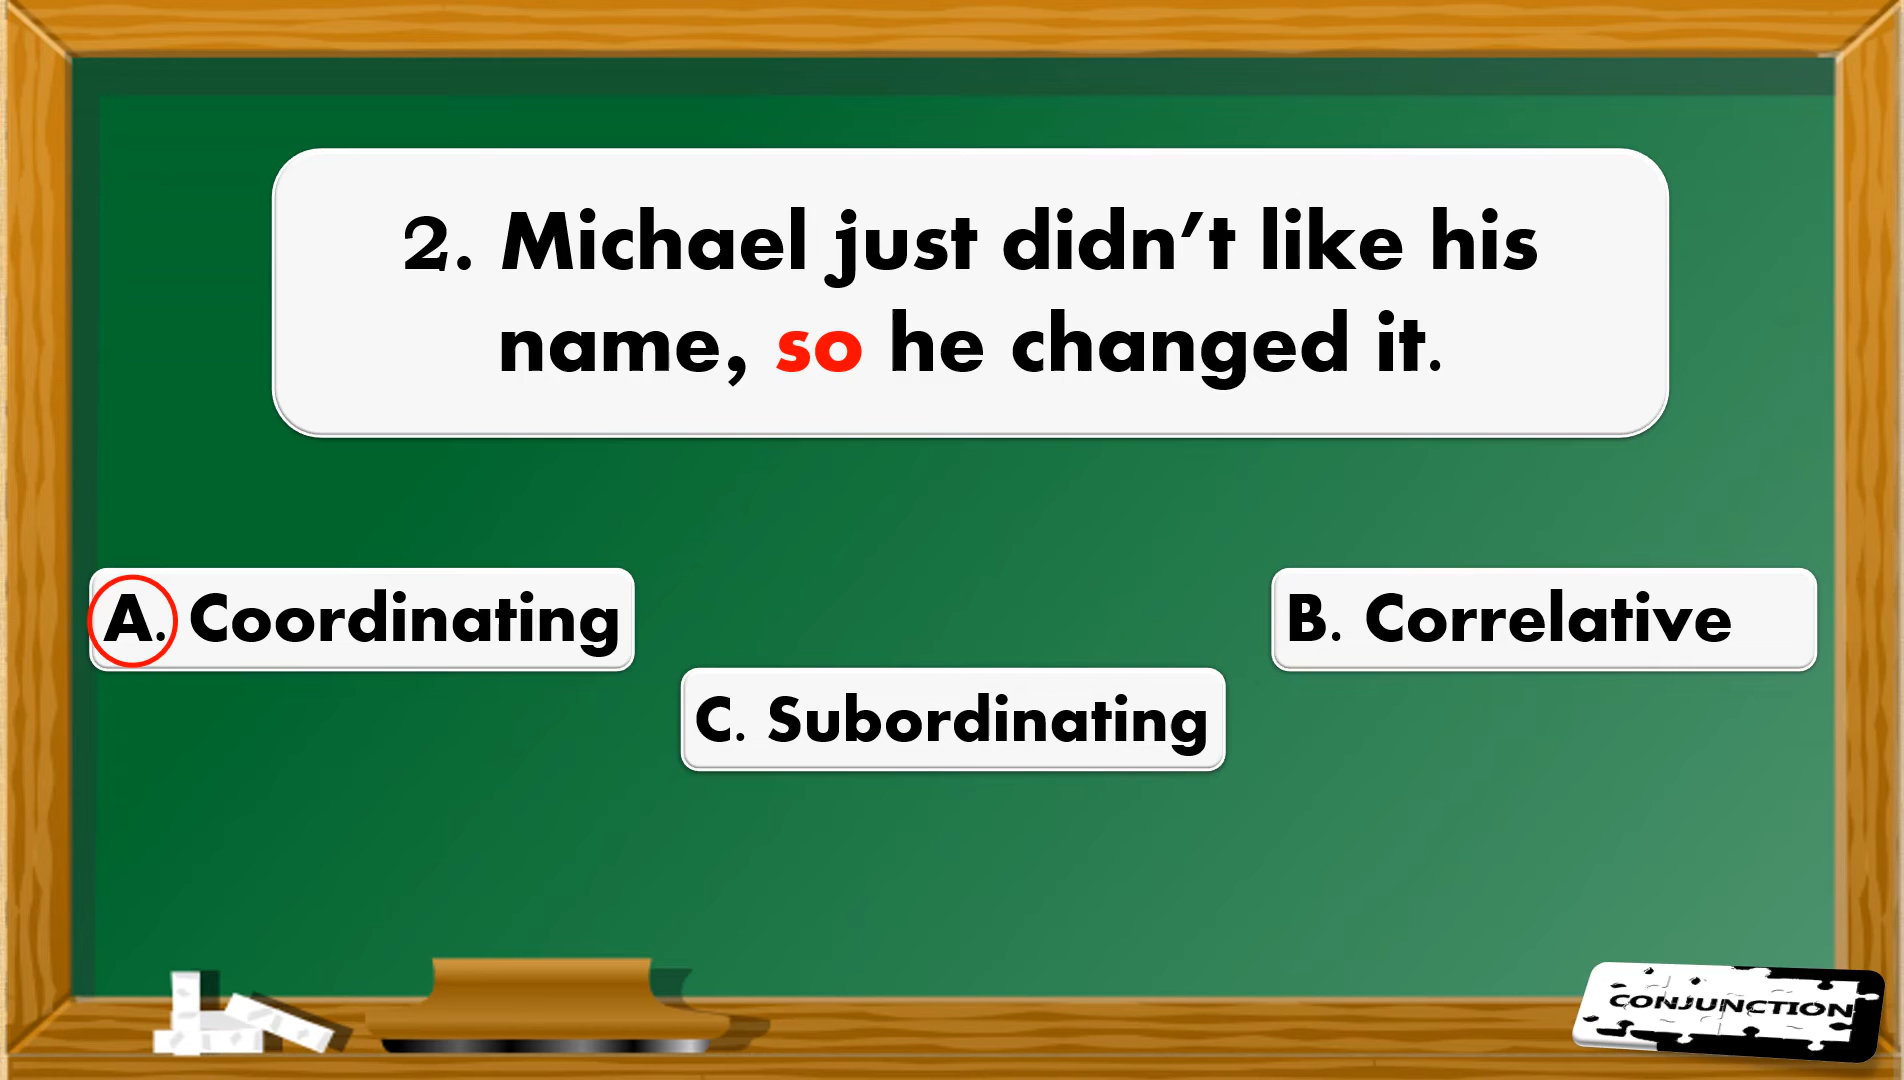 2. Michael just didn’t like his
name, so he changed it.
A. Coordinating
B. Correlative
C. Subordinating
CONJUNCTION